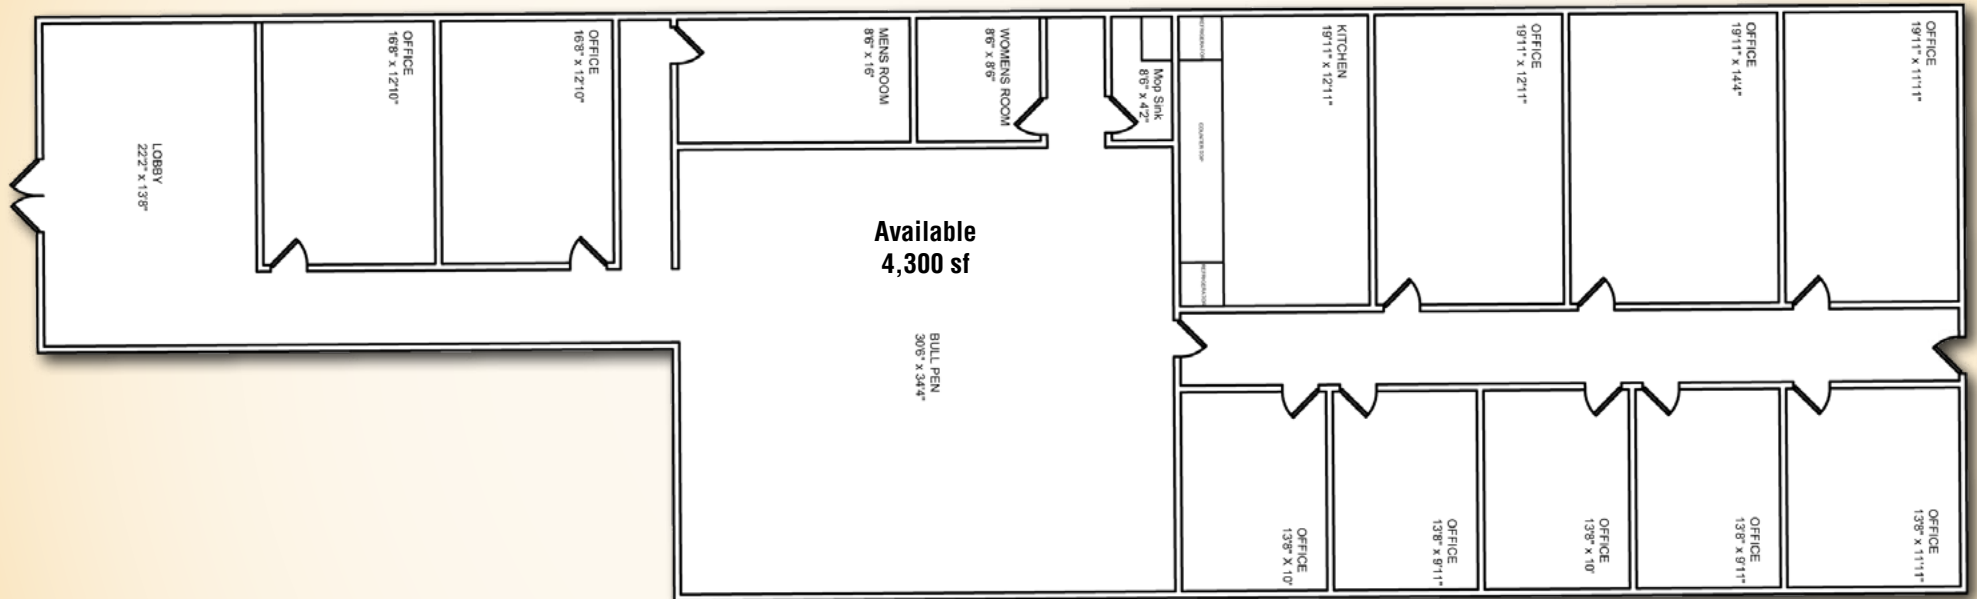 OFFICE
16'8" x 12'10"
OFFICE
16'8" x 12'10"
MENS ROOM
8'6" x 16'
WOMENS ROOM
8'6" x 8'6"
Mop Sink
8'6" x 4'2"
REFRIGERATOR
KITCHEN
19'11" x 12'11"
OFFICE
19'11" x 12'11"
OFFICE
19'11" x 14'4"
OFFICE
19'11" x 11'11"
LOBBY
22'2" x 13'8"
COUNTER TOP
Available
4,300 sf
REFRIGERATOR
BULL PEN
30'6" x 34'4"
OFFICE
13'8" X 10'
OFFICE
13'8" x 9'11"
OFFICE
13'8" x 10'
OFFICE
13'8" x 9'11"
OFFICE
13'8" x 11'11"